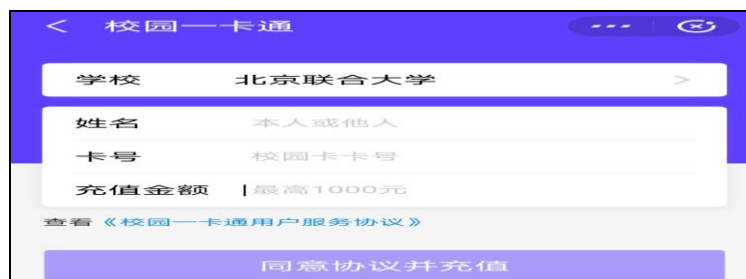 校园一卡通
学校 北京联合大学
姓名 本人或他人
卡号 校园卡卡号
充值金额 最高1000元
查看《校园一卡通用户服务协议》
同意协议并充值